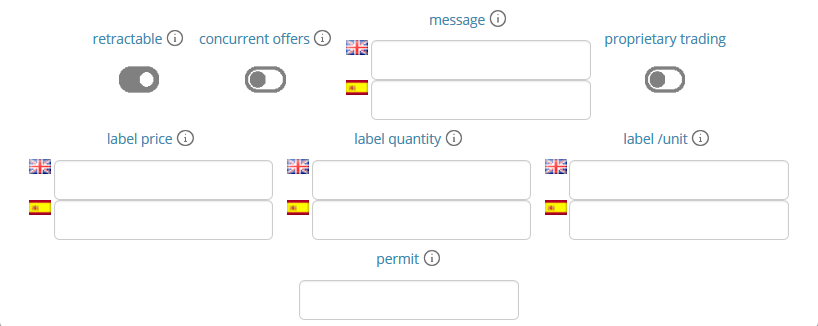 message
retractable
concurrent offers
proprietary trading
label price
label quantity
label /unit
permit